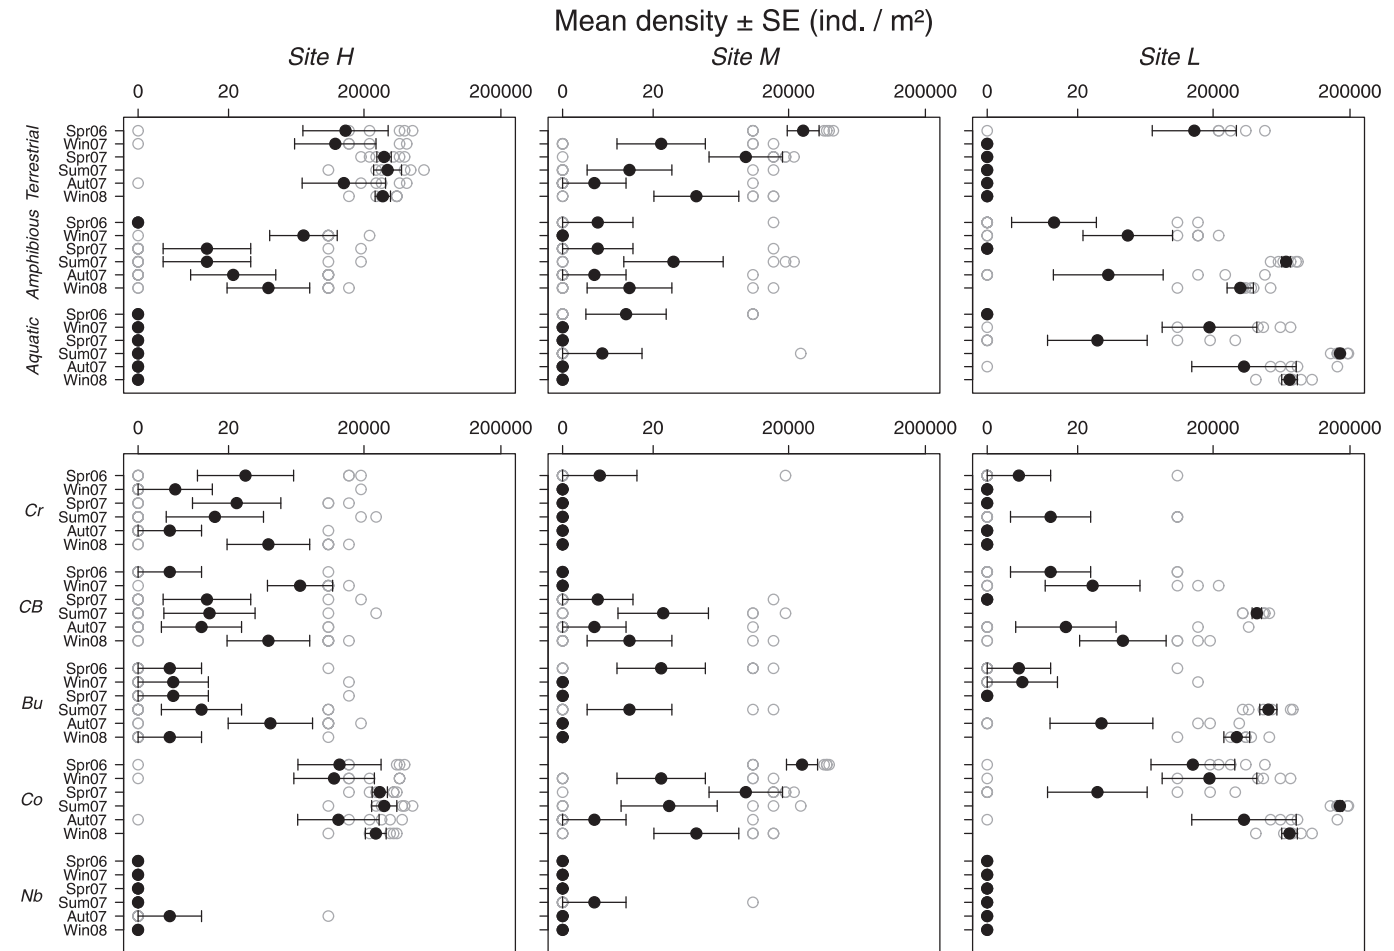 Mean density ± SE (ind. / m²)
Site H Site M Site L
0 20 20000 200000 0 20 20000 200000 0 20 20000 200000
Terrestrial
Spr06
Win07
Spr07
Sum07
Aut07
Win08
Amphibious
Spr06
Win07
Spr07
Sum07
Aut07
Win08
Aquatic
Spr06
Win07
Spr07
Sum07
Aut07
Win08
0 20 20000 200000 0 20 20000 200000 0 20 20000 200000
Cr
Spr06
Win07
Spr07
Sum07
Aut07
Win08
CB
Spr06
Win07
Spr07
Sum07
Aut07
Win08
Bu
Spr06
Win07
Spr07
Sum07
Aut07
Win08
Co
Spr06
Win07
Spr07
Sum07
Aut07
Win08
Nb
Spr06
Win07
Spr07
Sum07
Aut07
Win08